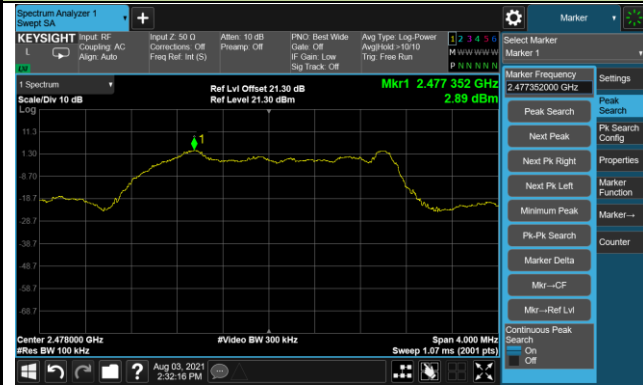 Spectrum Analyzer 1
Swept SA
Marker
KEYSIGHT
L
Input: RF
Coupling: AC
Align: Auto
Input Z: 50 Ω
Corrections: Off
Freq Ref: Int (S)
Atten: 10 dB
Preamp: Off
PNO: Best Wide
Gate: Off
IF Gain: Low
Sig Track: Off
Avg Type: Log-Power
Avg|Hold:>10/10
Trig: Free Run
1 2 3 4 5 6
M W W W W W
P N N N N N
Select Marker
Marker 1
1 Spectrum
Scale/Div 10 dB
Log
Ref Lvl Offset 21.30 dB
Ref Level 21.30 dBm
Mkr1 2.477 352 GHz
2.89 dBm
11.3
1.30
-8.70
-18.7
-28.7
-38.7
-48.7
-58.7
-68.7
1
Center 2.478000 GHz
#Res BW 100 kHz
#Video BW 300 kHz
Span 4.000 MHz
Sweep 1.07 ms (2001 pts)
Marker Frequency
2.477352000 GHz
Peak Search
Next Peak
Next Pk Right
Next Pk Left
Minimum Peak
Pk-Pk Search
Marker Delta
Mkr→CF
Mkr→Ref Lvl
Continuous Peak
Search
On
Off
Settings
Peak
Search
Pk Search
Config
Properties
Marker
Function
Marker→
Counter
Aug 03, 2021
2:32:16 PM